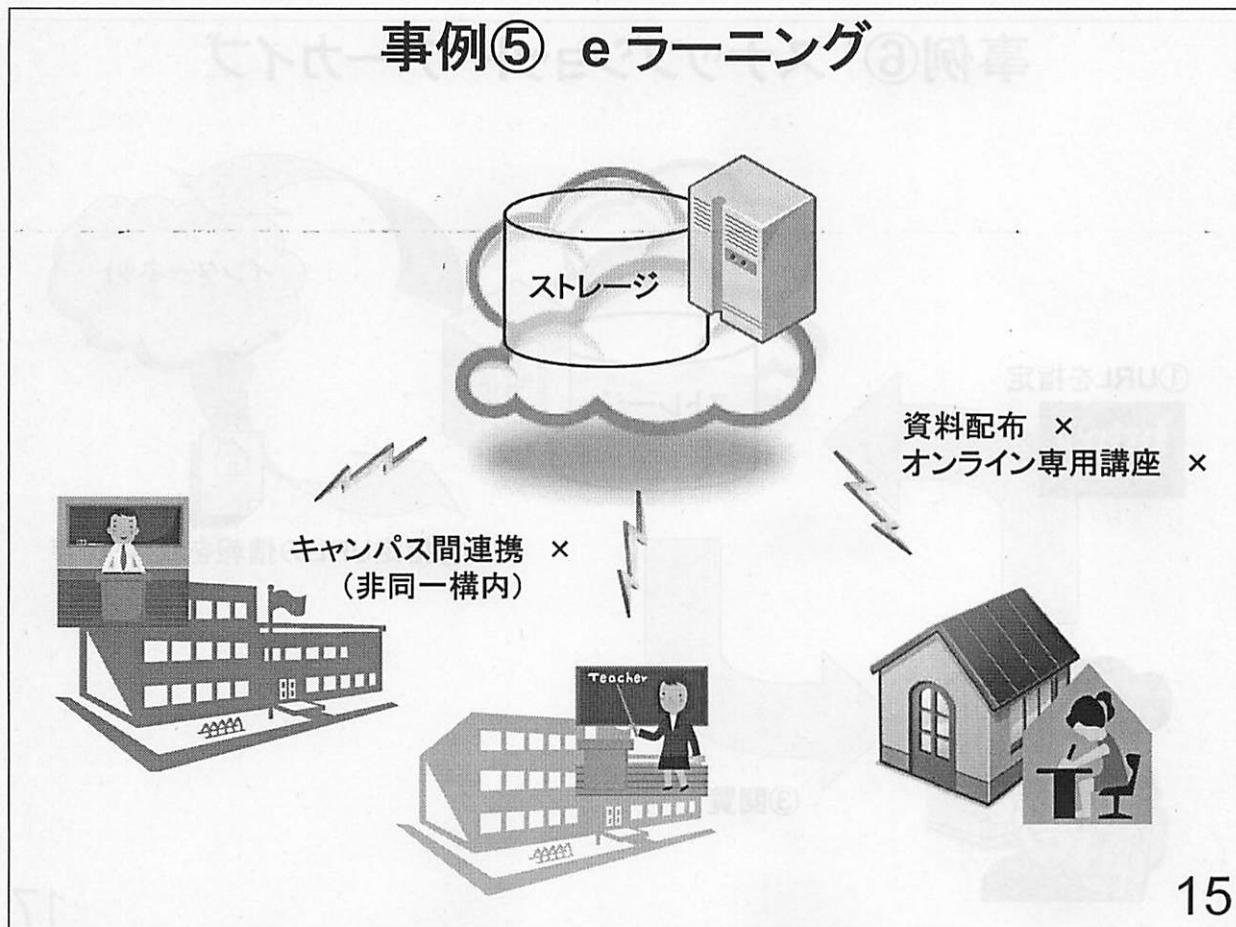 事例⑤ e ラーニング
ストレージ
資料配布 ×
オンライン専用講座 ×
キャンパス間連携 ×
（非同一構内）
Teacher
15